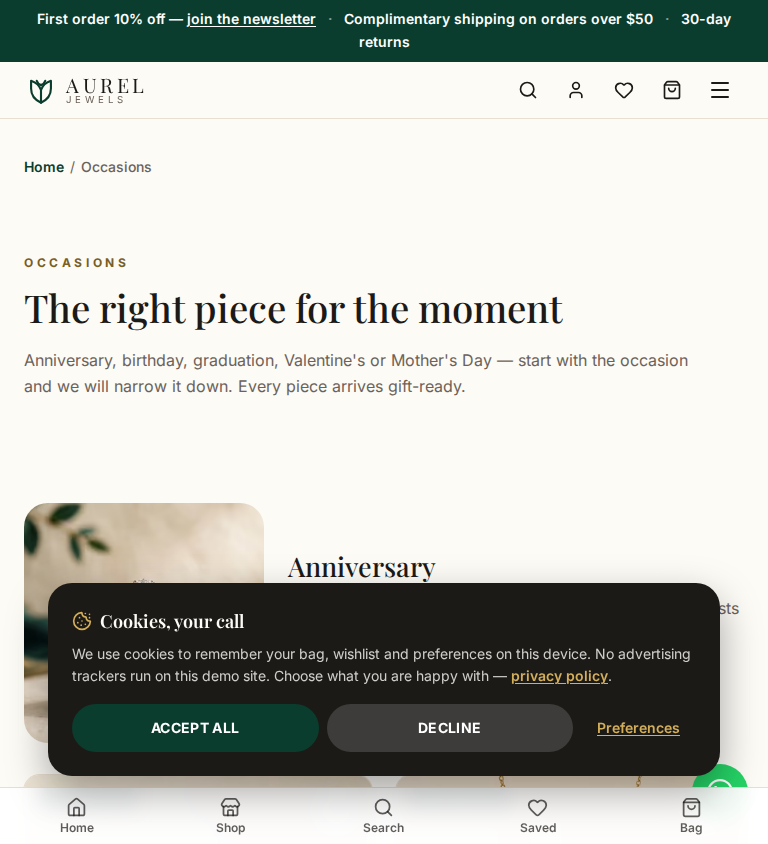 First order 10% off — join the newsletter · Complimentary shipping on orders over $50 · 30-day
returns
AUREL
JEWELS
Home / Occasions
OCCASIONS
The right piece for the moment
Anniversary, birthday, graduation, Valentine's or Mother's Day — start with the occasion
and we will narrow it down. Every piece arrives gift-ready.
Anniversary
Cookies, your call
We use cookies to remember your bag, wishlist and preferences on this device. No advertising
trackers run on this demo site. Choose what you are happy with — privacy policy.
ACCEPT ALL DECLINE Preferences
Home Shop Search Saved Bag